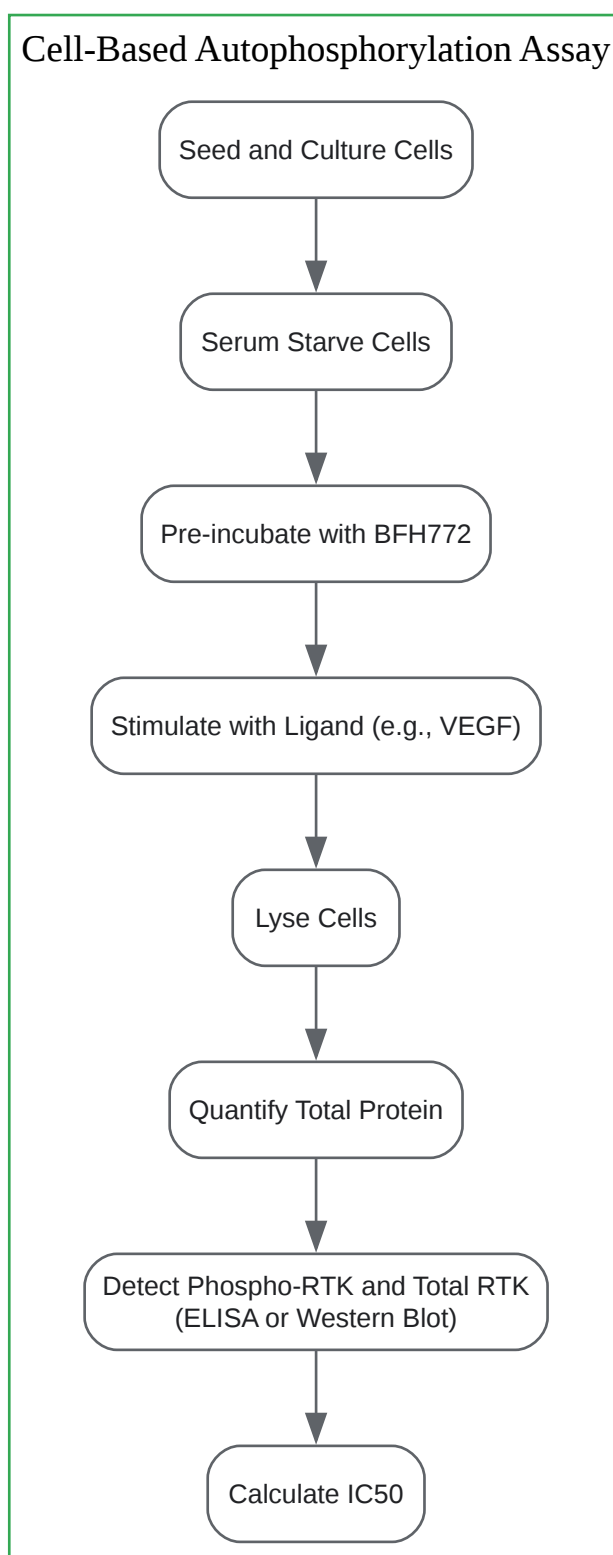 Cell-Based Autophosphorylation Assay
Seed and Culture Cells
Serum Starve Cells
Pre-incubate with BFH772
Stimulate with Ligand (e.g., VEGF)
Lyse Cells
Quantify Total Protein
Detect Phospho-RTK and Total RTK
(ELISA or Western Blot)
Calculate IC50